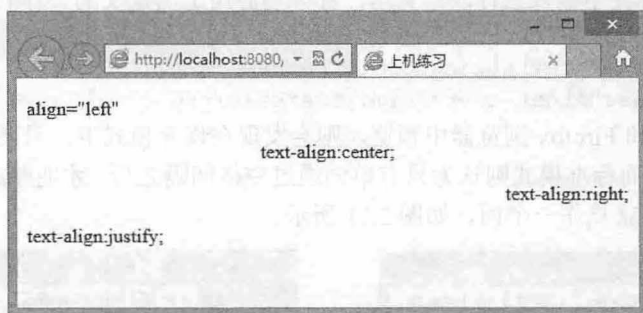 http://localhost:8080,
上机练习
align="left"
text-align:center;
text-align:right;
text-align:justify;